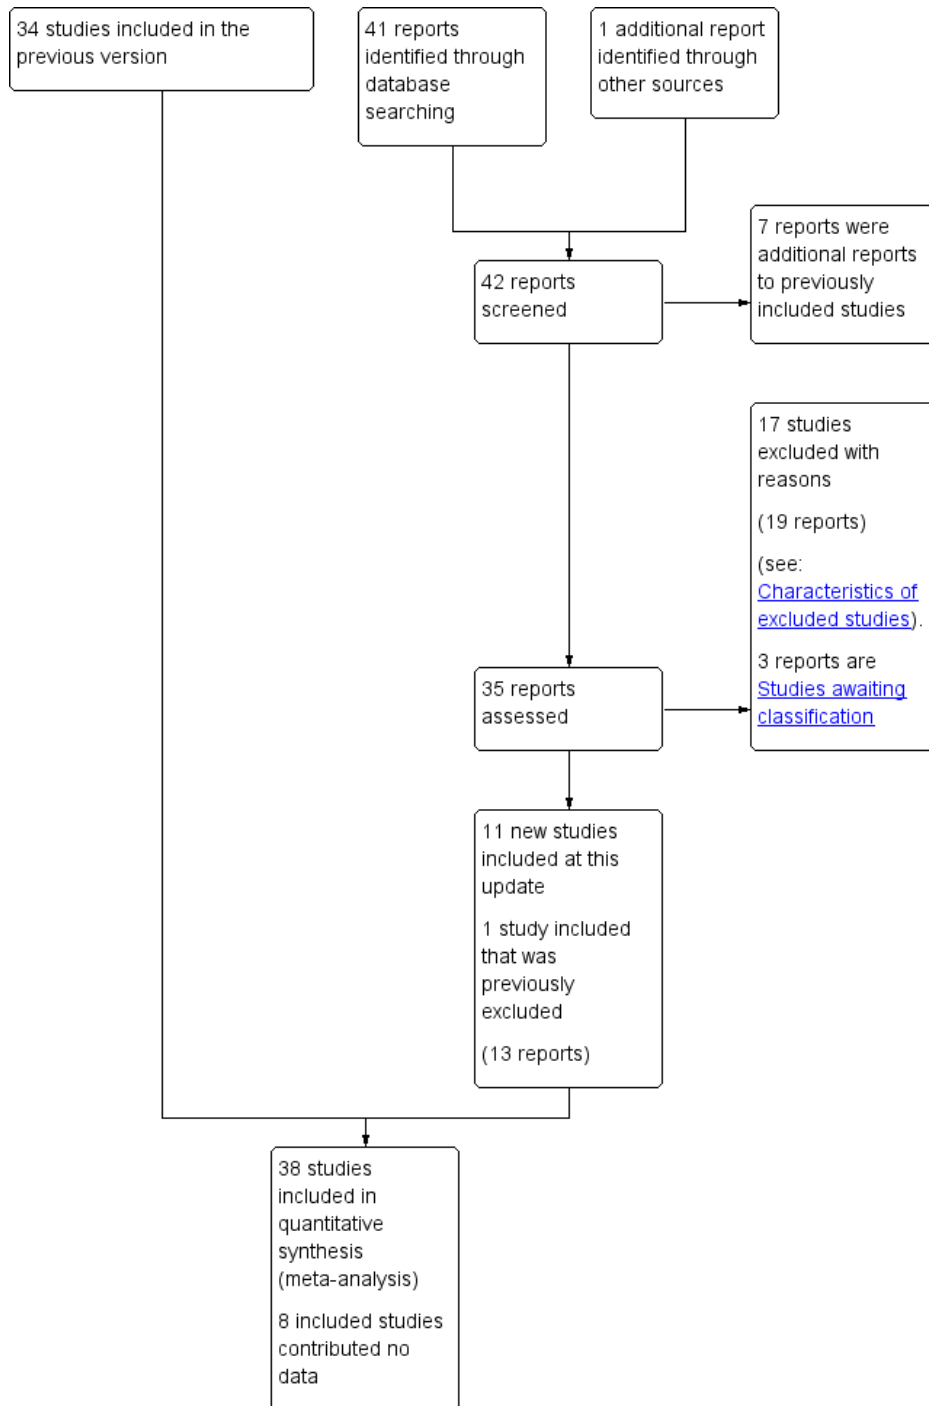 34 studies included in the
previous version
41 reports
identified through
database
searching
1 additional report
identified through
other sources
42 reports
screened
7 reports were
additional reports
to previously
included studies
17 studies
excluded with
reasons
(19 reports)
(see:
Characteristics of
excluded studies).
3 reports are
Studies awaiting
classification
35 reports
assessed
11 new studies
included at this
update
1 study included
that was
previously
excluded
(13 reports)
38 studies
included in
quantitative
synthesis
(meta-analysis)
8 included studies
contributed no
data